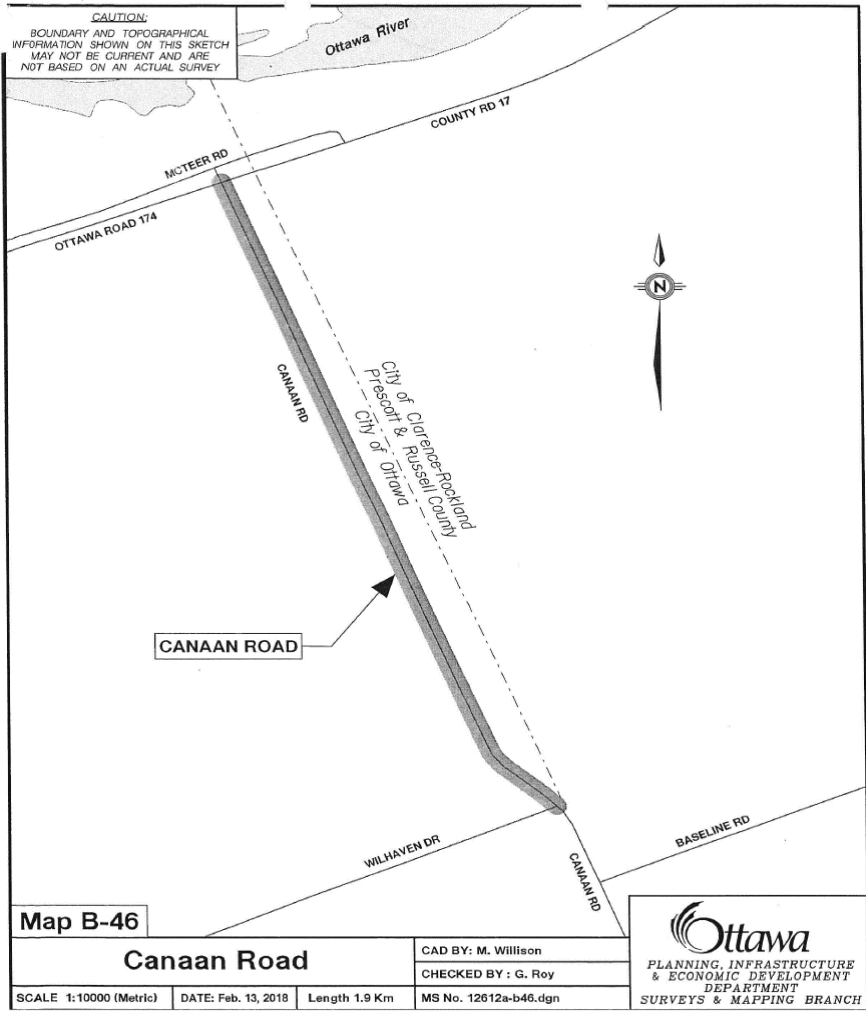 CAUTION:
BOUNDARY AND TOPOGRAPHICAL
INFORMATION SHOWN ON THIS SKETCH
MAY NOT BE CURRENT AND ARE
NOT BASED ON AN ACTUAL SURVEY
Ottawa River
COUNTY RD 17
MCTEER RD
OTTAWA ROAD 174
N
CANAAN RD
City of Clarence-Rockland
Prescott & Russell County
City of Ottawa
CANAAN ROAD
WILHAVEN DR
BASELINE RD
CANAAN RD
Map B-46
Canaan Road
CAD BY: M. Willison
CHECKED BY : G. Roy
SCALE 1:10000 (Metric)
DATE: Feb. 13, 2018
Length 1.9 Km
MS No. 12612a-b46.dgn
Ottawa
PLANNING, INFRASTRUCTURE
& ECONOMIC DEVELOPMENT
DEPARTMENT
SURVEYS & MAPPING BRANCH